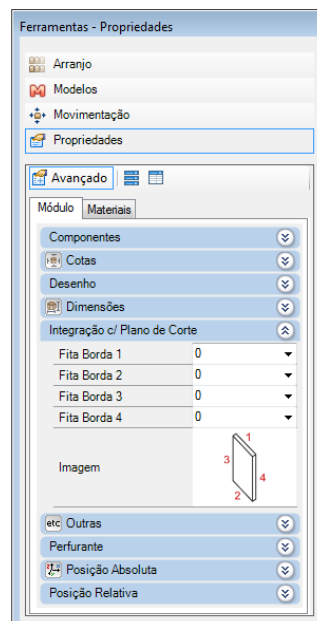 Ferramentas - Propriedades
Arranjo
Modelos
Movimentação
Propriedades
Avançado
Módulo Materiais
Componentes
Cotas
Desenho
Dimensões
Integração c/ Plano de Corte
Fita Borda 1 0
Fita Borda 2 0
Fita Borda 3 0
Fita Borda 4 0
1
3
Imagem
4
2
etc Outras
Perfurante
Posição Absoluta
Posição Relativa